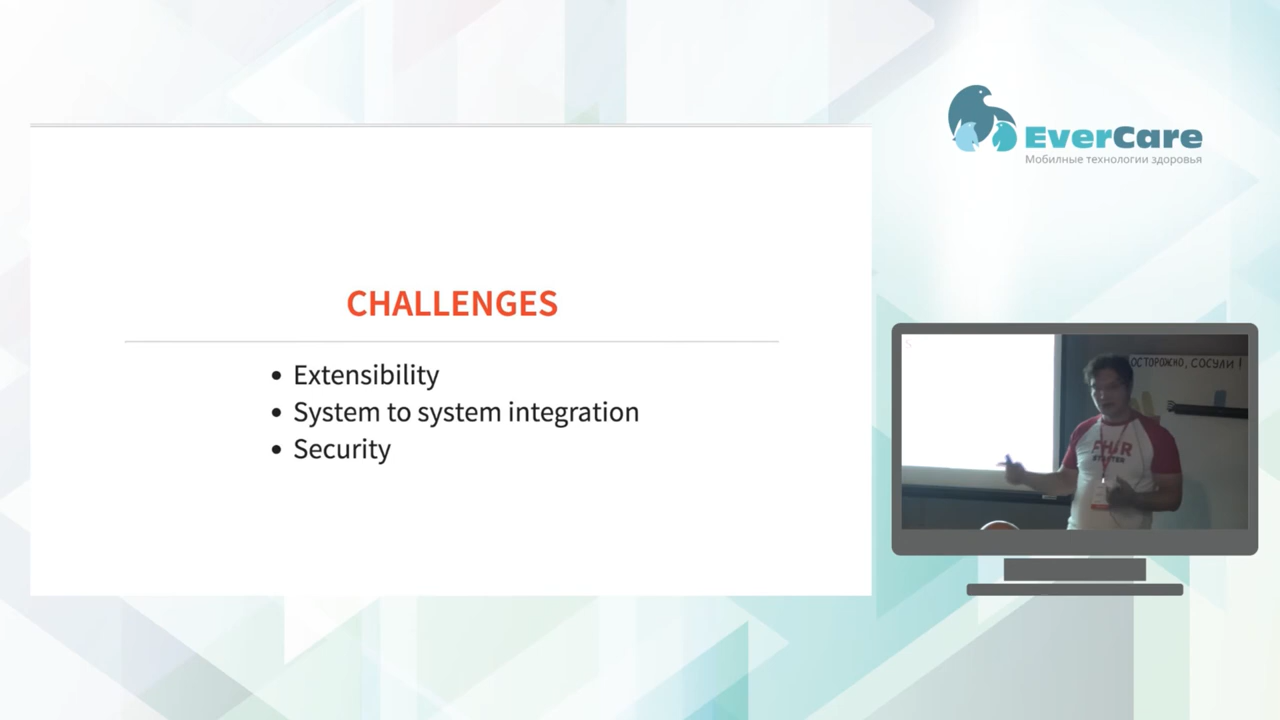 CHALLENGES
• Extensibility
• System to system integration
• Security
EverCare
Мобилные технологии здоровья
ОСТОРОЖНО, СОСУЛИ!